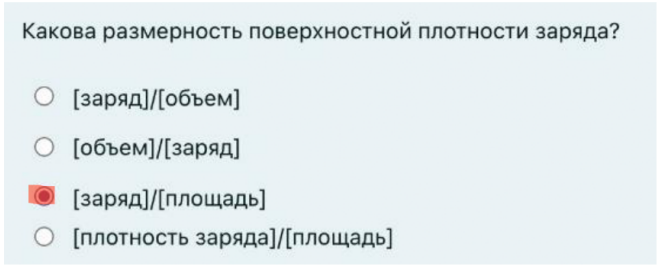 Какова размерность поверхностной плотности заряда?
[заряд]/[объем]
[объем]/[заряд]
[заряд]/[площадь]
[плотность заряда]/[площадь]